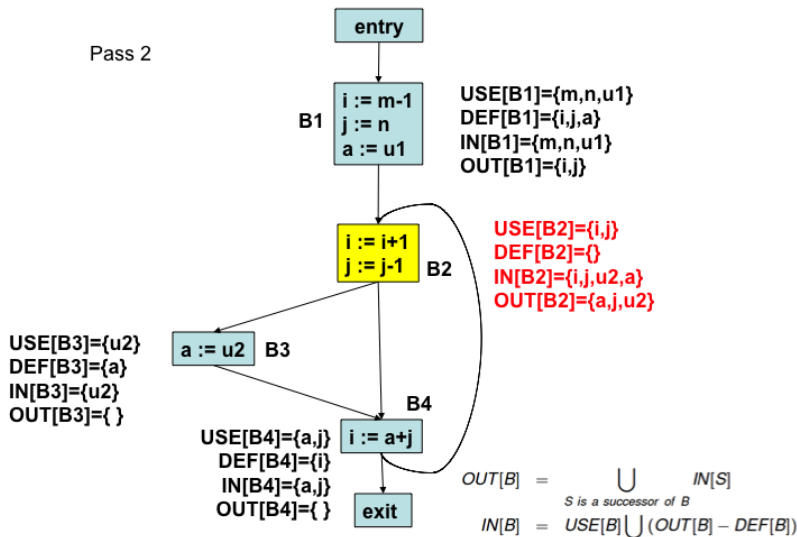 entry
Pass 2
B1
i := m-1
j := n
a := u1
USE[B1]={m,n,u1}
DEF[B1]={i,j,a}
IN[B1]={m,n,u1}
OUT[B1]={i,j}
i := i+1
j := j-1
B2
USE[B2]={i,j}
DEF[B2]={}
IN[B2]={i,j,u2,a}
OUT[B2]={a,j,u2}
USE[B3]={u2}
DEF[B3]={a}
IN[B3]={u2}
OUT[B3]={ }
a := u2
B3
B4
i := a+j
USE[B4]={a,j}
DEF[B4]={i}
IN[B4]={a,j}
OUT[B4]={ }
exit
OUT[B] = ⋃ IN[S]
S is a successor of B
IN[B] = USE[B]⋃(OUT[B] − DEF[B])